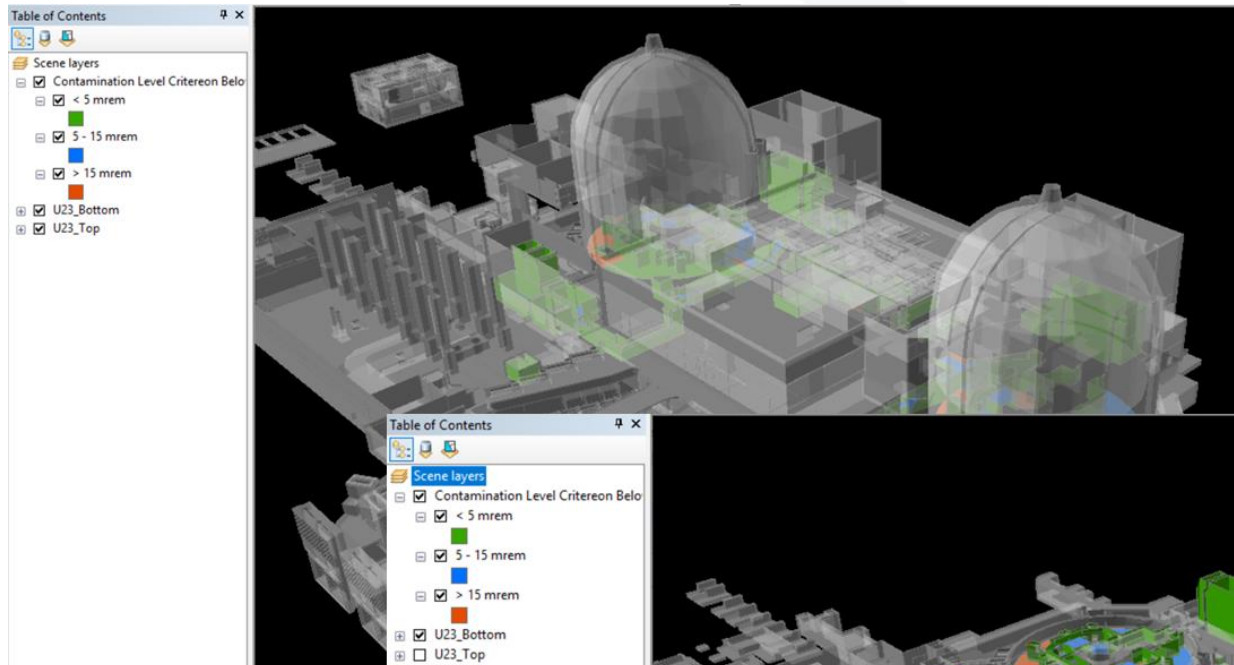 Table of Contents
Scene layers
Contamination Level Critereon Belo
< 5 mrem
5 - 15 mrem
> 15 mrem
U23_Bottom
U23_Top
Table of Contents
Scene layers
Contamination Level Critereon Belo
< 5 mrem
5 - 15 mrem
> 15 mrem
U23_Bottom
U23_Top